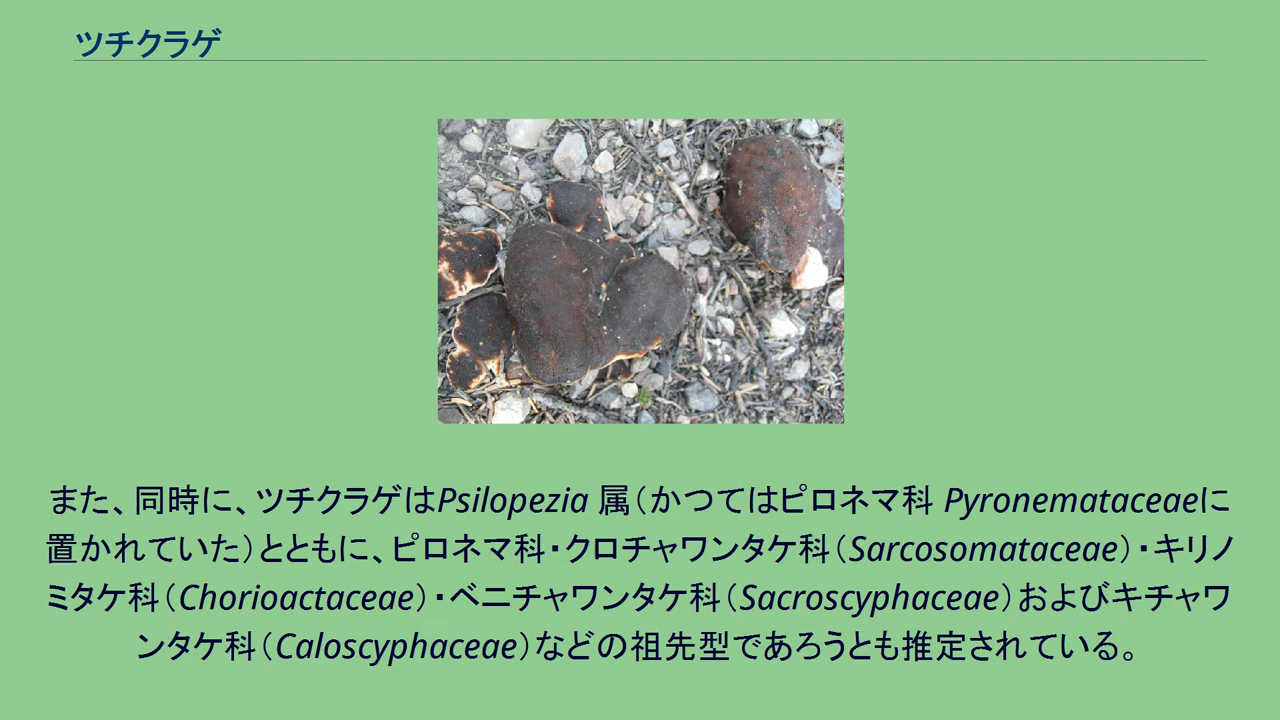 ツチクラゲ
また、同時に、ツチクラゲはPsilopezia 属（かつてはピロネマ科 Pyronemataceaeに
置かれていた）とともに、ピロネマ科・クロチャワンタケ科（Sarcosomataceae）・キリノ
ミタケ科（Chorioactaceae）・ベニチャワンタケ科（Sacroscyphaceae）およびキチャワ
ンタケ科（Caloscyphaceae）などの祖先型であろうとも推定されている。